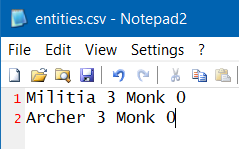 entities.csv - Notepad2
File Edit View Settings ?
1 Militia 3 Monk 0
2 Archer 3 Monk 0